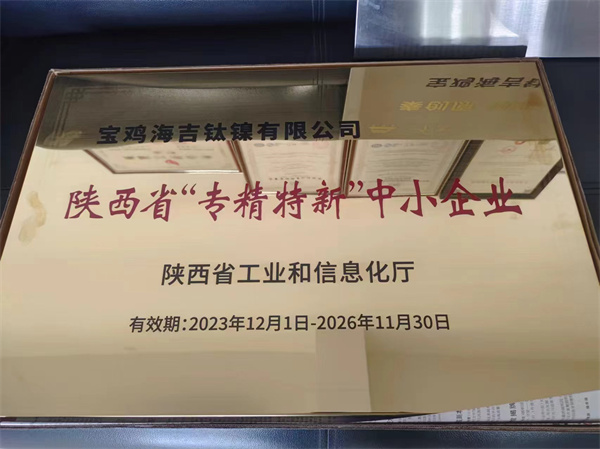 宝鸡海吉钛镍有限公司
陕西省“专精特新”中小企业
陕西省工业和信息化厅
有效期:2023年12月1日-2026年11月30日